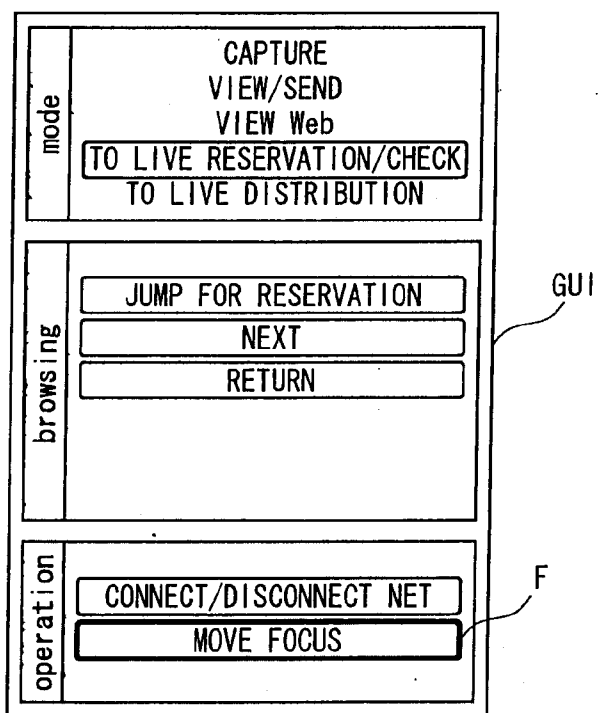 mode
CAPTURE
VIEW/SEND
VIEW Web
TO LIVE RESERVATION/CHECK
TO LIVE DISTRIBUTION
browsing
JUMP FOR RESERVATION
NEXT
RETURN
GUI
operation
CONNECT/DISCONNECT NET
MOVE FOCUS
F